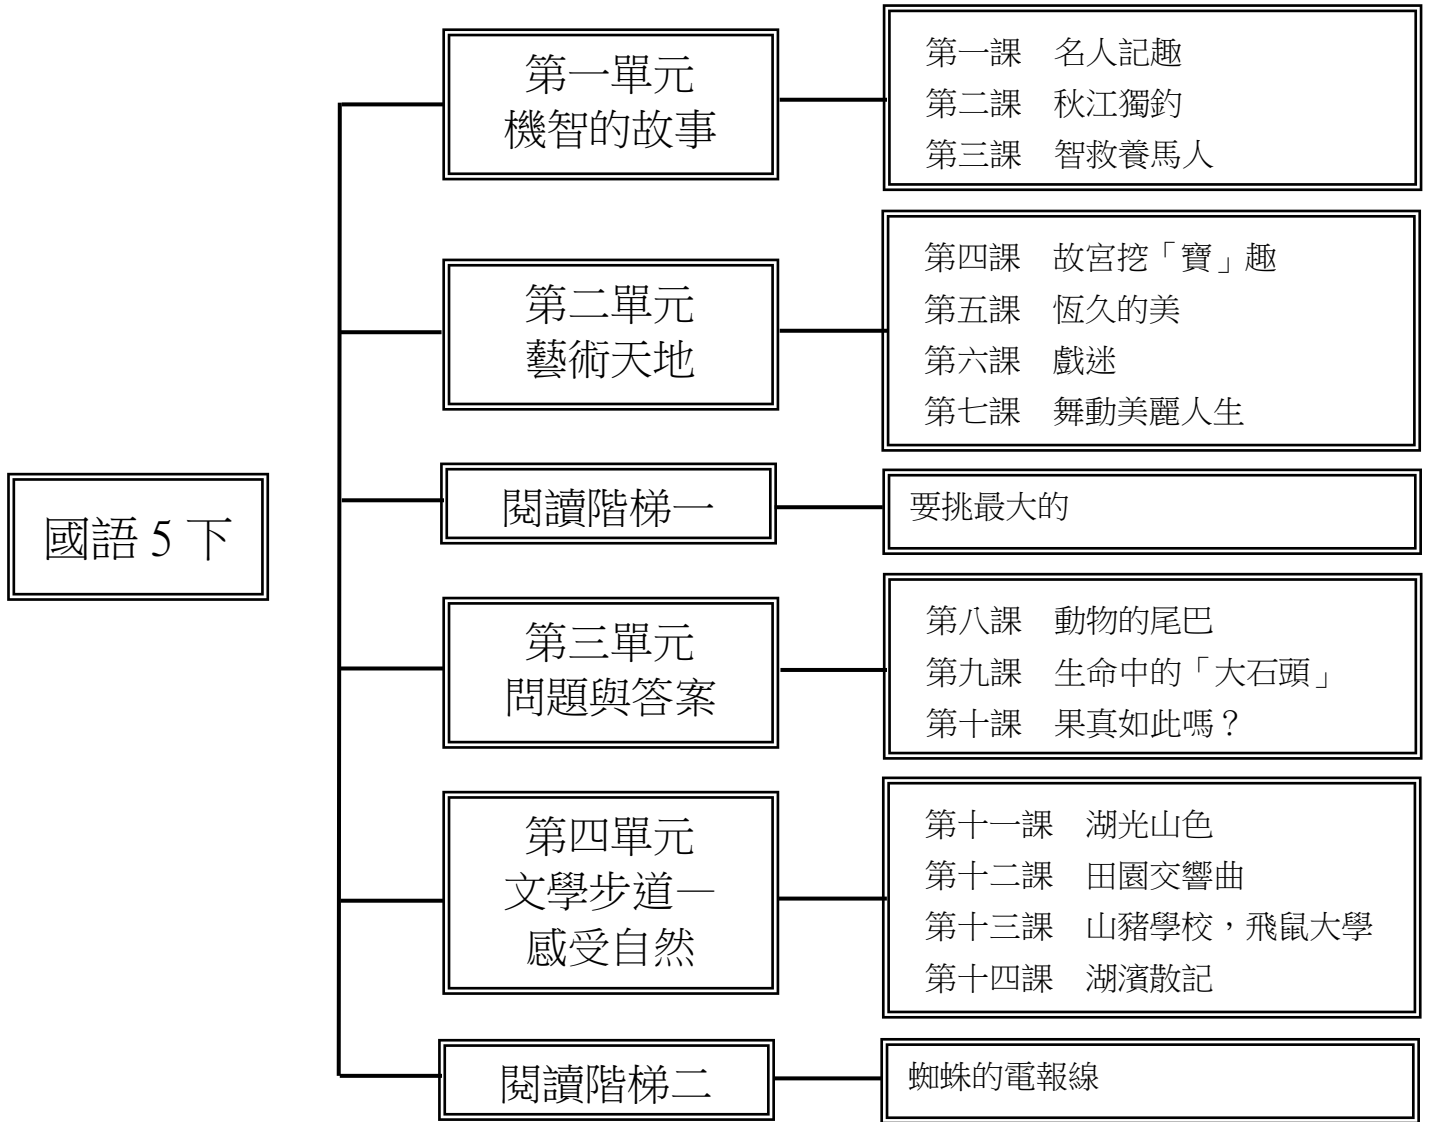 國語 5 下
第一單元
機智的故事
第一課　名人記趣
第二課　秋江獨釣
第三課　智救養馬人
第二單元
藝術天地
第四課　故宮挖「寶」趣
第五課　恆久的美
第六課　戲迷
第七課　舞動美麗人生
閱讀階梯一
要挑最大的
第三單元
問題與答案
第八課　動物的尾巴
第九課　生命中的「大石頭」
第十課　果真如此嗎？
第四單元
文學步道—
感受自然
第十一課　湖光山色
第十二課　田園交響曲
第十三課　山豬學校，飛鼠大學
第十四課　湖濱散記
閱讀階梯二
蜘蛛的電報線